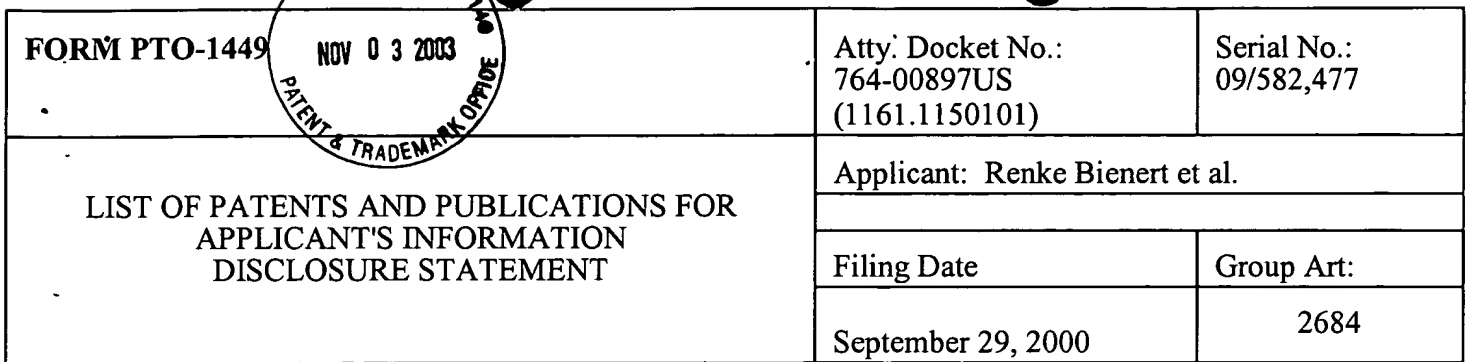 FORM PTO-1449
NOV 0 3 2003
PATENT & TRADEMARK OFFICE
Atty. Docket No.:
764-00897US
(1161.1150101)
Serial No.:
09/582,477
LIST OF PATENTS AND PUBLICATIONS FOR
APPLICANT'S INFORMATION
DISCLOSURE STATEMENT
Applicant: Renke Bienert et al.
Filing Date
September 29, 2000
Group Art:
2684